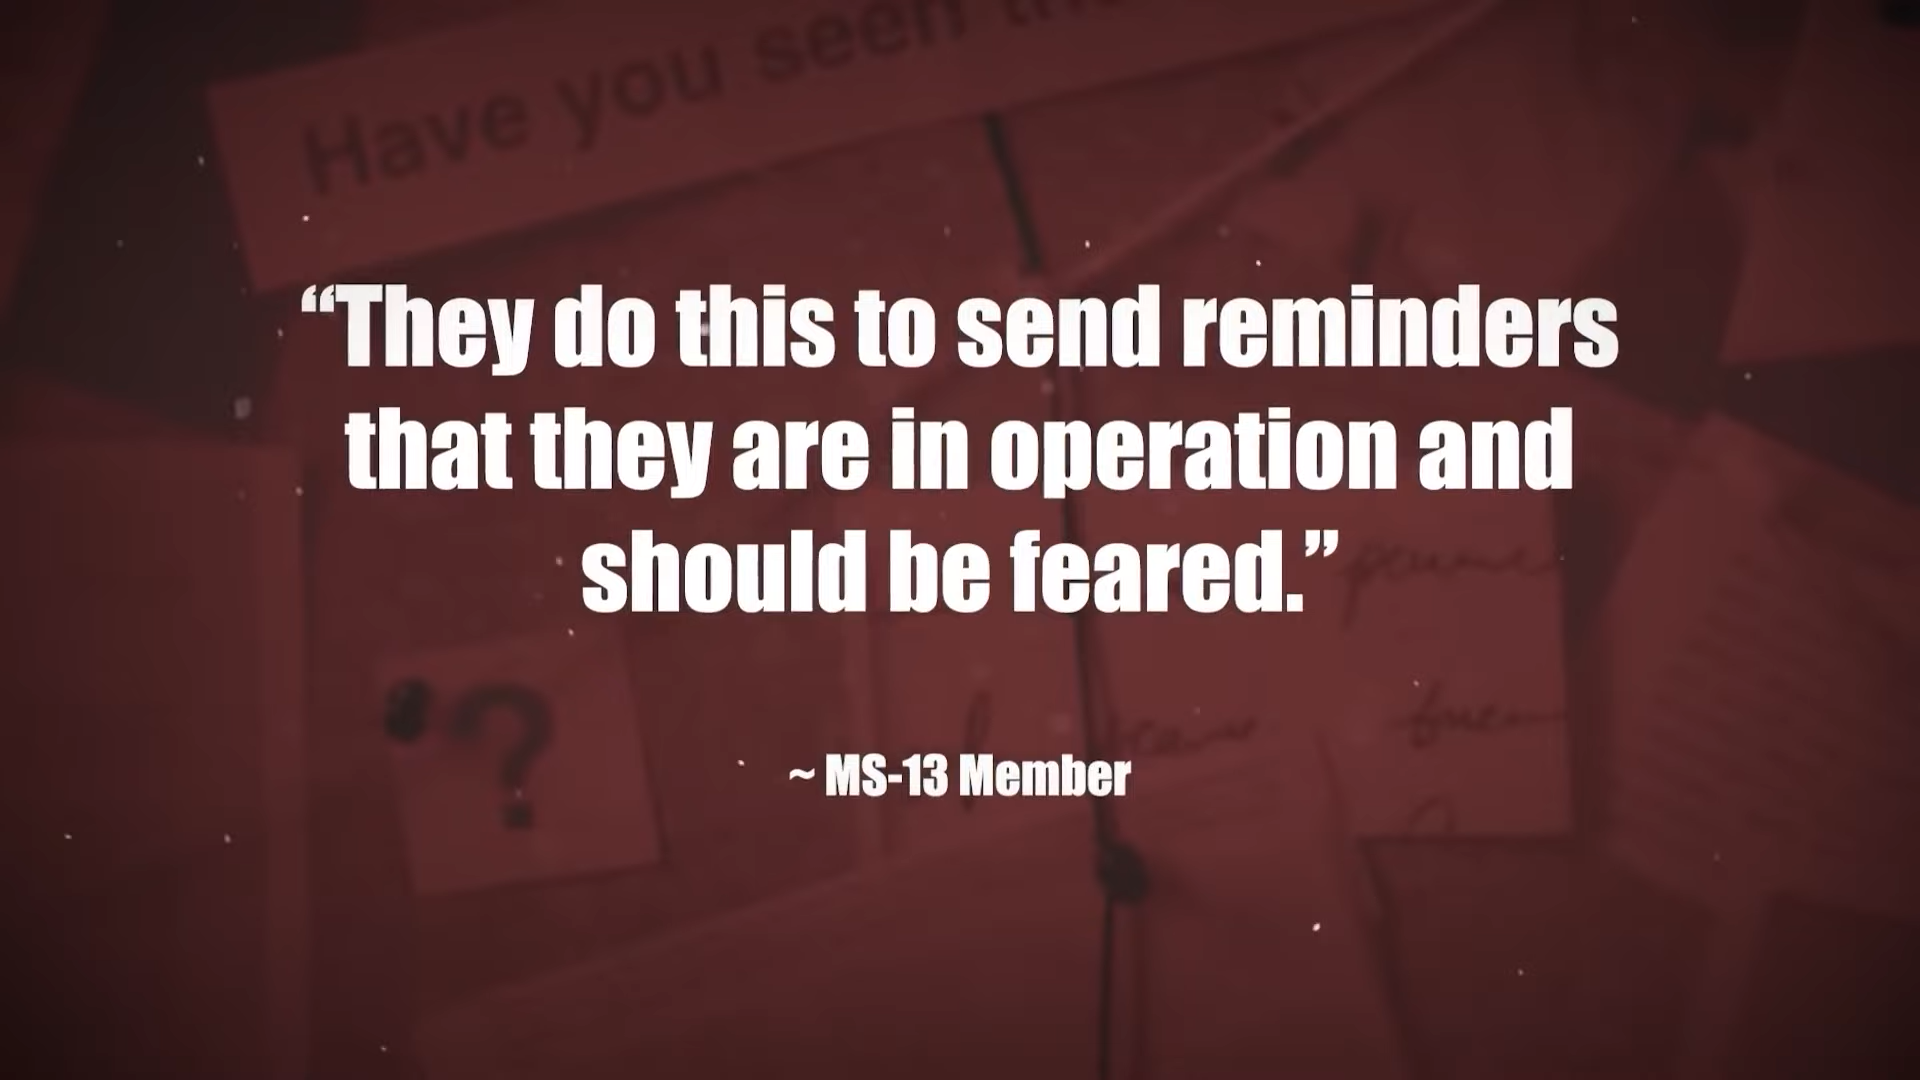 Have you seen
“They do this to send reminders
that they are in operation and
should be feared.”
?
~ MS-13 Member